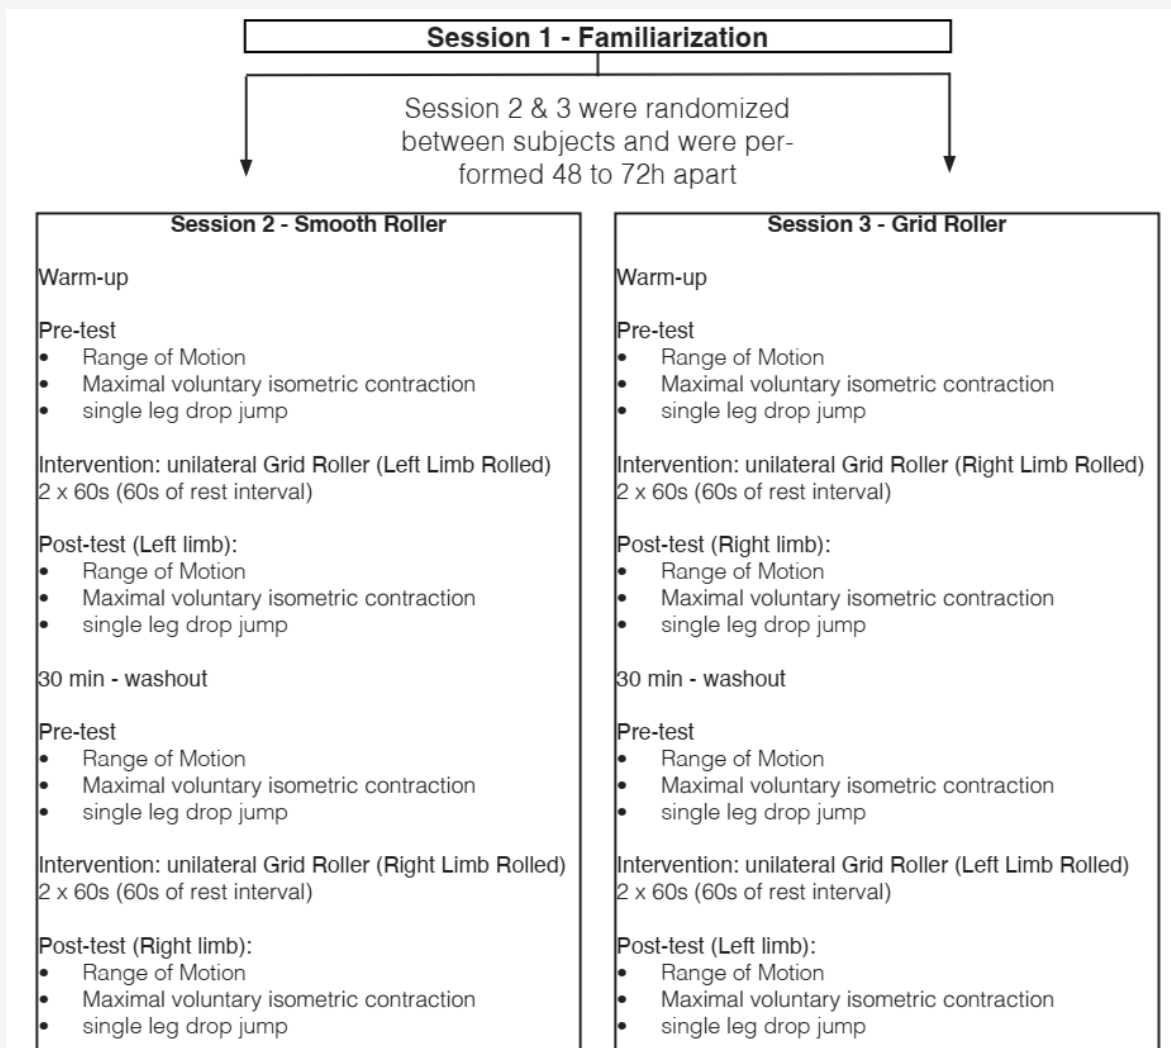 Session 1 - Familiarization
Session 2 & 3 were randomized
between subjects and were per-
formed 48 to 72h apart
Session 2 - Smooth Roller
Warm-up
Pre-test
• Range of Motion
• Maximal voluntary isometric contraction
• single leg drop jump
Intervention: unilateral Grid Roller (Left Limb Rolled)
2 x 60s (60s of rest interval)
Post-test (Left limb):
• Range of Motion
• Maximal voluntary isometric contraction
• single leg drop jump
30 min - washout
Pre-test
• Range of Motion
• Maximal voluntary isometric contraction
• single leg drop jump
Intervention: unilateral Grid Roller (Right Limb Rolled)
2 x 60s (60s of rest interval)
Post-test (Right limb):
• Range of Motion
• Maximal voluntary isometric contraction
• single leg drop jump
Session 3 - Grid Roller
Warm-up
Pre-test
• Range of Motion
• Maximal voluntary isometric contraction
• single leg drop jump
Intervention: unilateral Grid Roller (Right Limb Rolled)
2 x 60s (60s of rest interval)
Post-test (Right limb):
• Range of Motion
• Maximal voluntary isometric contraction
• single leg drop jump
30 min - washout
Pre-test
• Range of Motion
• Maximal voluntary isometric contraction
• single leg drop jump
Intervention: unilateral Grid Roller (Left Limb Rolled)
2 x 60s (60s of rest interval)
Post-test (Left limb):
• Range of Motion
• Maximal voluntary isometric contraction
• single leg drop jump